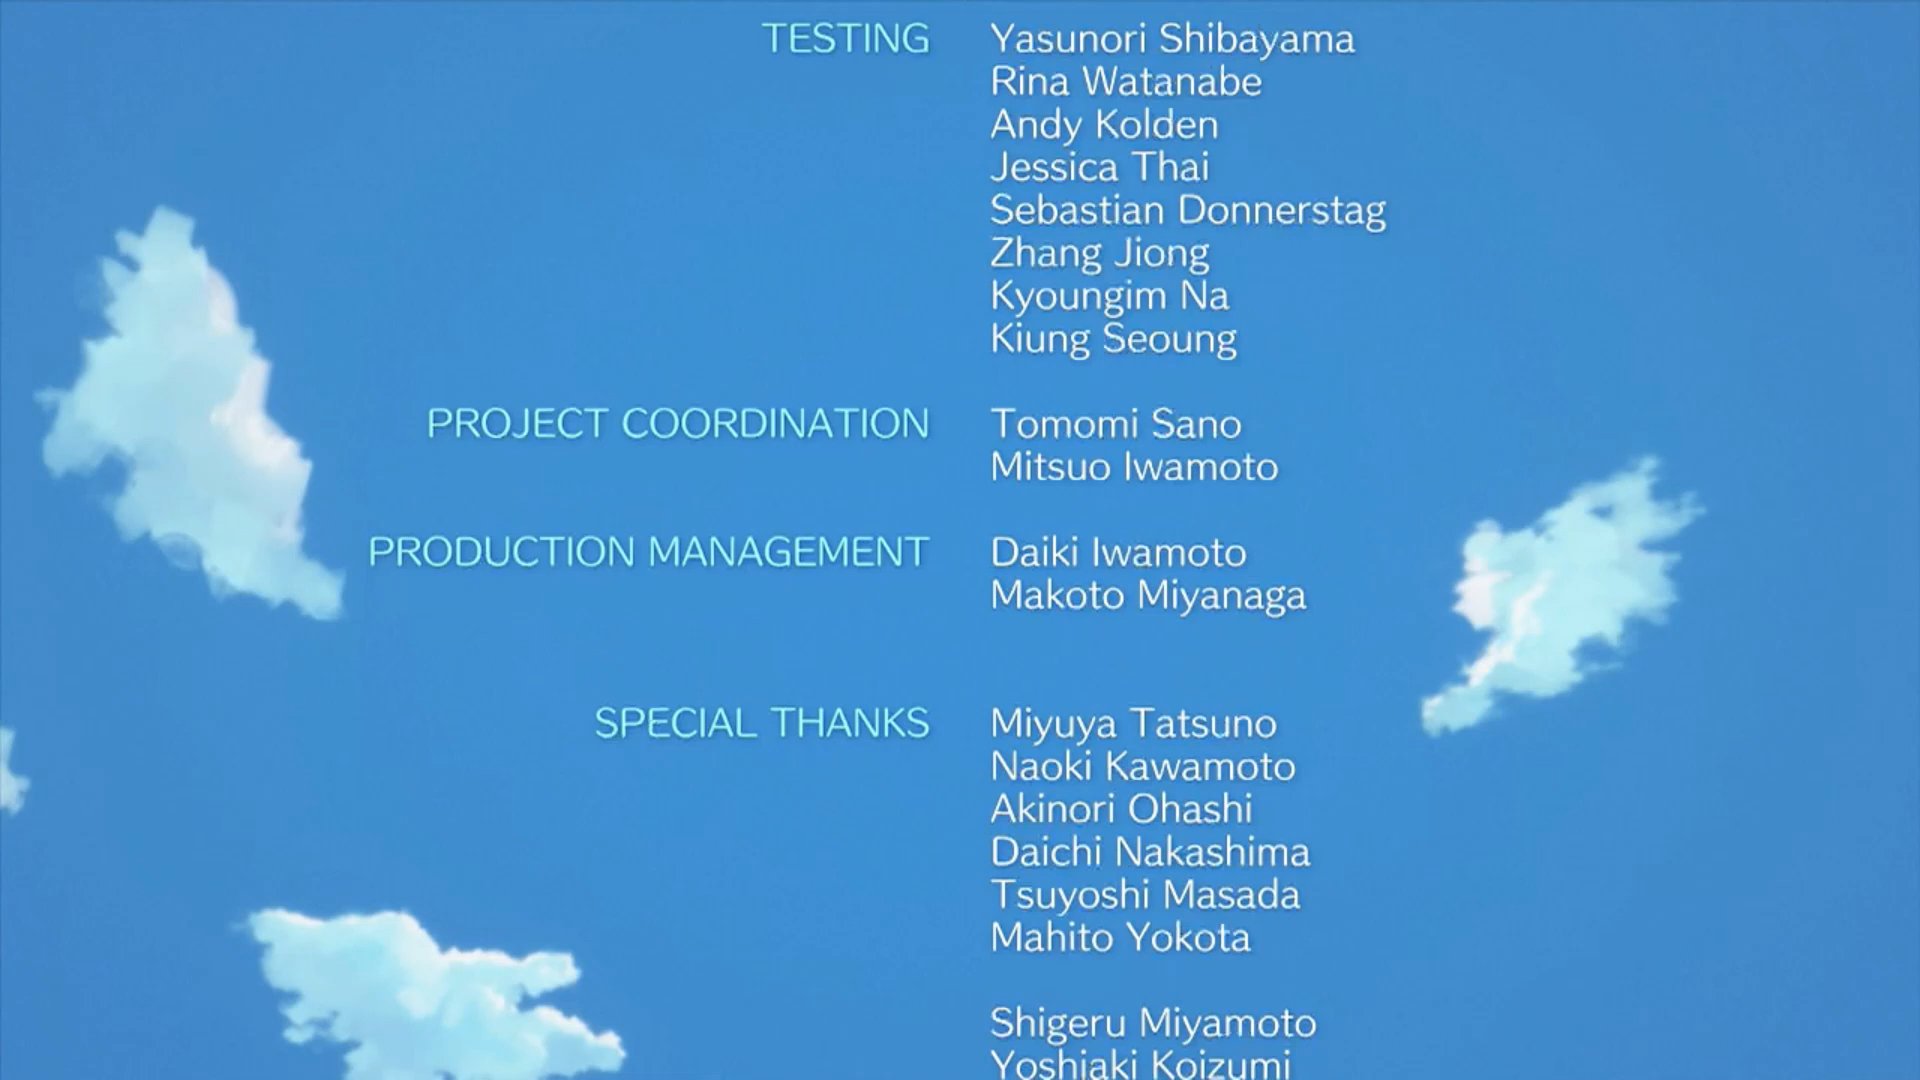 TESTING Yasunori Shibayama
Rina Watanabe
Andy Kolden
Jessica Thai
Sebastian Donnerstag
Zhang Jiong
Kyoungim Na
Kiung Seoung
PROJECT COORDINATION Tomomi Sano
Mitsuo Iwamoto
PRODUCTION MANAGEMENT Daiki Iwamoto
Makoto Miyanaga
SPECIAL THANKS Miyuya Tatsuno
Naoki Kawamoto
Akinori Ohashi
Daichi Nakashima
Tsuyoshi Masada
Mahito Yokota
Shigeru Miyamoto
Yoshiaki Koizumi